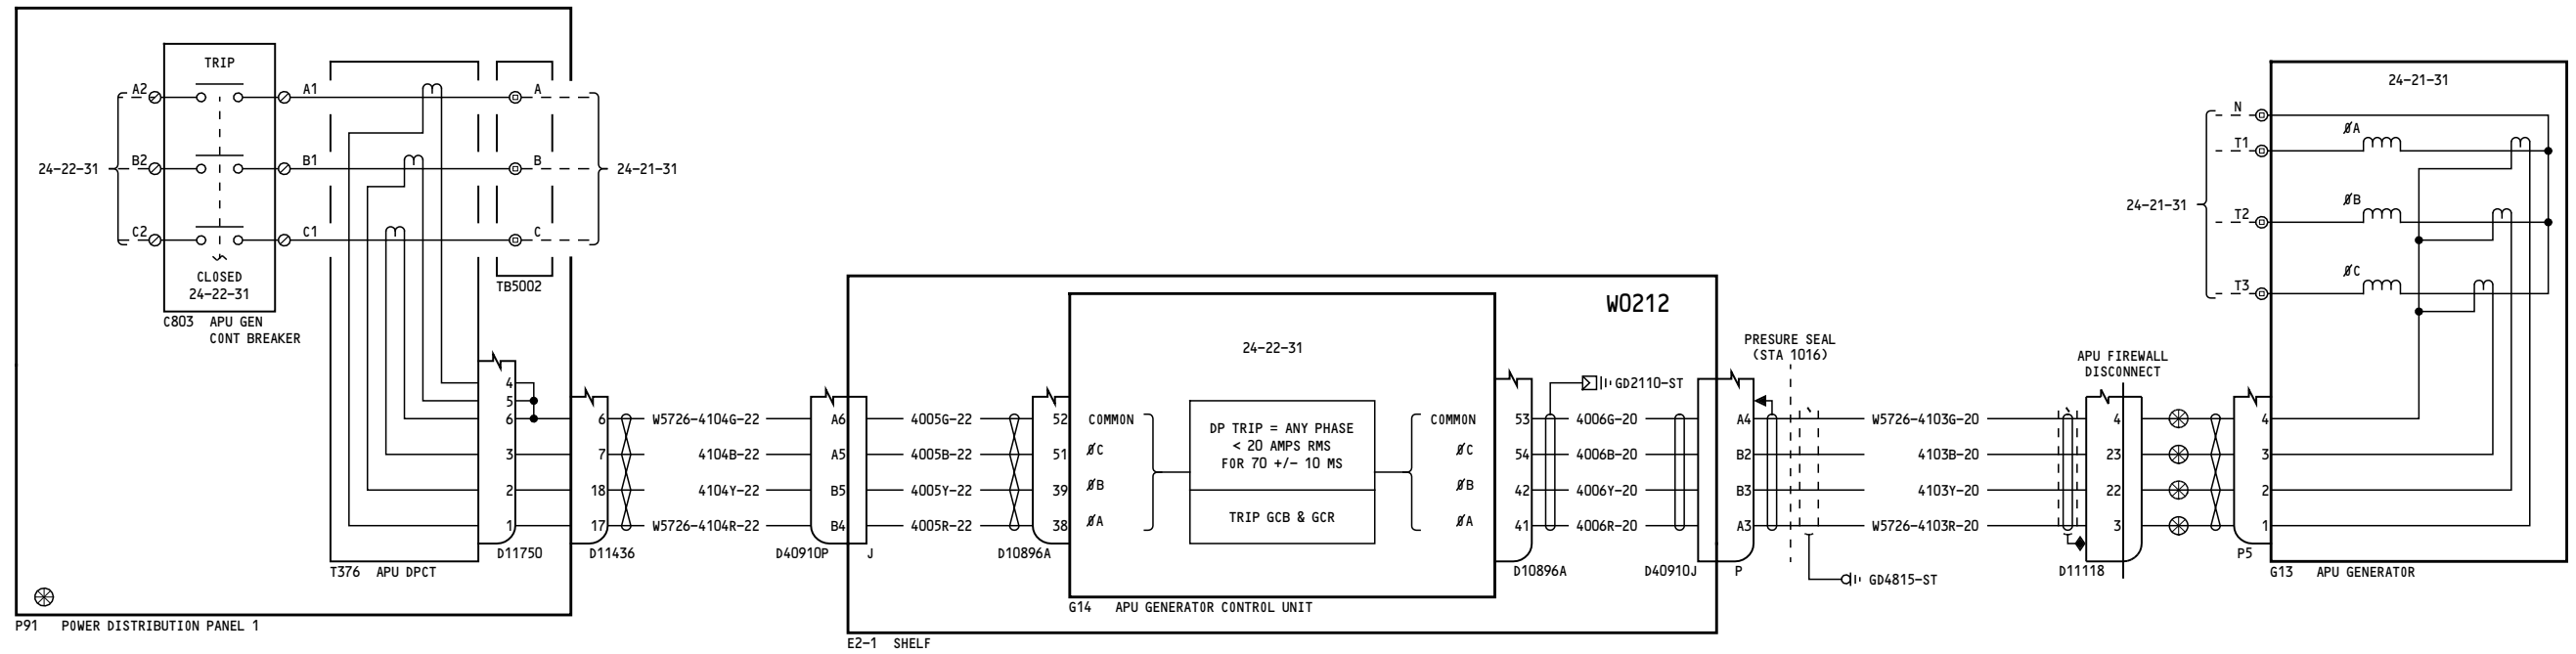 TRIP
A2
A1
A
B2
B1
B
24-22-31
24-21-31
C2
C1
C
CLOSED
24-22-31
TB5002
C803 APU GEN
CONT BREAKER
4
5
6
3
2
1
D11750
T376 APU DPCT
P91 POWER DISTRIBUTION PANEL 1
6
7
18
17
D11436
W5726-4104G-22
4104B-22
4104Y-22
W5726-4104R-22
A6
A5
B5
B4
D40910P J
4005G-22
4005B-22
4005Y-22
4005R-22
52
51
39
38
D10896A
WO212
24-22-31
COMMON
ØC
ØB
ØA
DP TRIP = ANY PHASE
< 20 AMPS RMS
FOR 70 +/- 10 MS
TRIP GCB & GCR
COMMON
ØC
ØB
ØA
G14 APU GENERATOR CONTROL UNIT
E2-1 SHELF
53
54
42
41
D10896A
GD2110-ST
4006G-20
4006B-20
4006Y-20
4006R-20
A4
B2
B3
A3
D40910J P
PRESURE SEAL
(STA 1016)
W5726-4103G-20
4103B-20
4103Y-20
W5726-4103R-20
GD4815-ST
APU FIREWALL
DISCONNECT
4
23
22
3
D11118
4
3
2
1
P5
24-21-31
N
T1
ØA
T2
ØB
24-21-31
T3
ØC
G13 APU GENERATOR